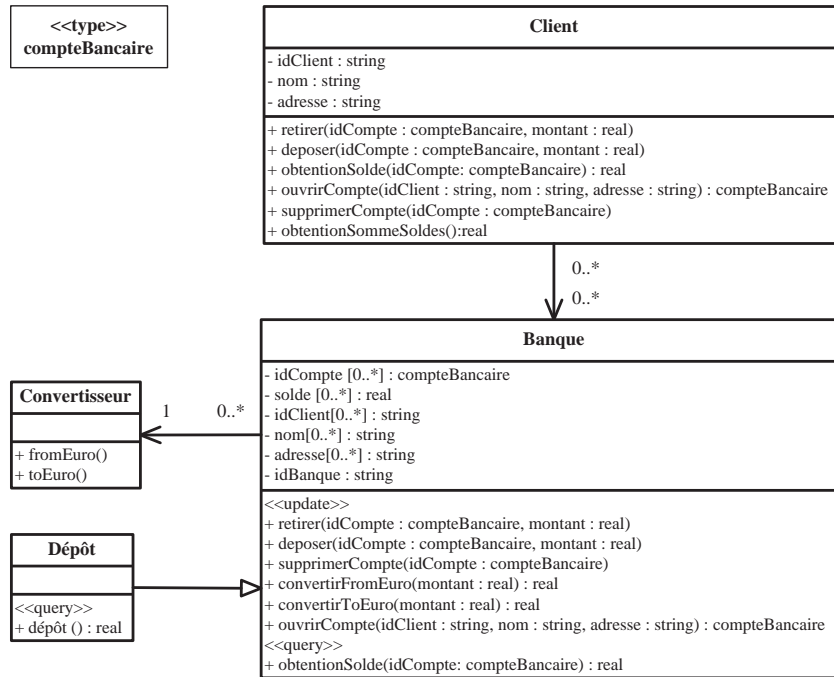 <<type>>
compteBancaire
Client
- idClient : string
- nom : string
- adresse : string
+ retirer(idCompte : compteBancaire, montant : real)
+ deposer(idCompte : compteBancaire, montant : real)
+ obtentionSolde(idCompte: compteBancaire) : real
+ ouvrirCompte(idClient : string, nom : string, adresse : string) : compteBancaire
+ supprimerCompte(idCompte : compteBancaire)
+ obtentionSommeSoldes():real
0..*
0..*
Banque
- idCompte [0..*] : compteBancaire
- solde [0..*] : real
- idClient[0..*] : string
- nom[0..*] : string
- adresse[0..*] : string
- idBanque : string
<<update>>
+ retirer(idCompte : compteBancaire, montant : real)
+ deposer(idCompte : compteBancaire, montant : real)
+ supprimerCompte(idCompte : compteBancaire)
+ convertirFromEuro(montant : real) : real
+ convertirToEuro(montant : real) : real
+ ouvrirCompte(idClient : string, nom : string, adresse : string) : compteBancaire
<<query>>
+ obtentionSolde(idCompte: compteBancaire) : real
Convertisseur
+ fromEuro()
+ toEuro()
1 0..*
Dépôt
<<query>>
+ dépôt () : real